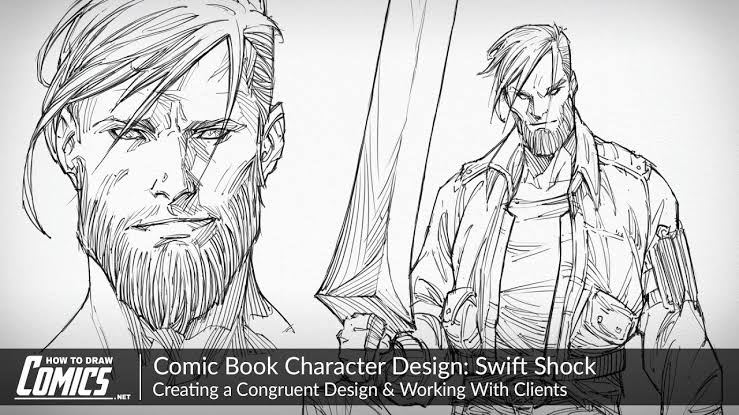 HOW TO DRAW
COMICS
.NET
Comic Book Character Design: Swift Shock
Creating a Congruent Design & Working With Clients